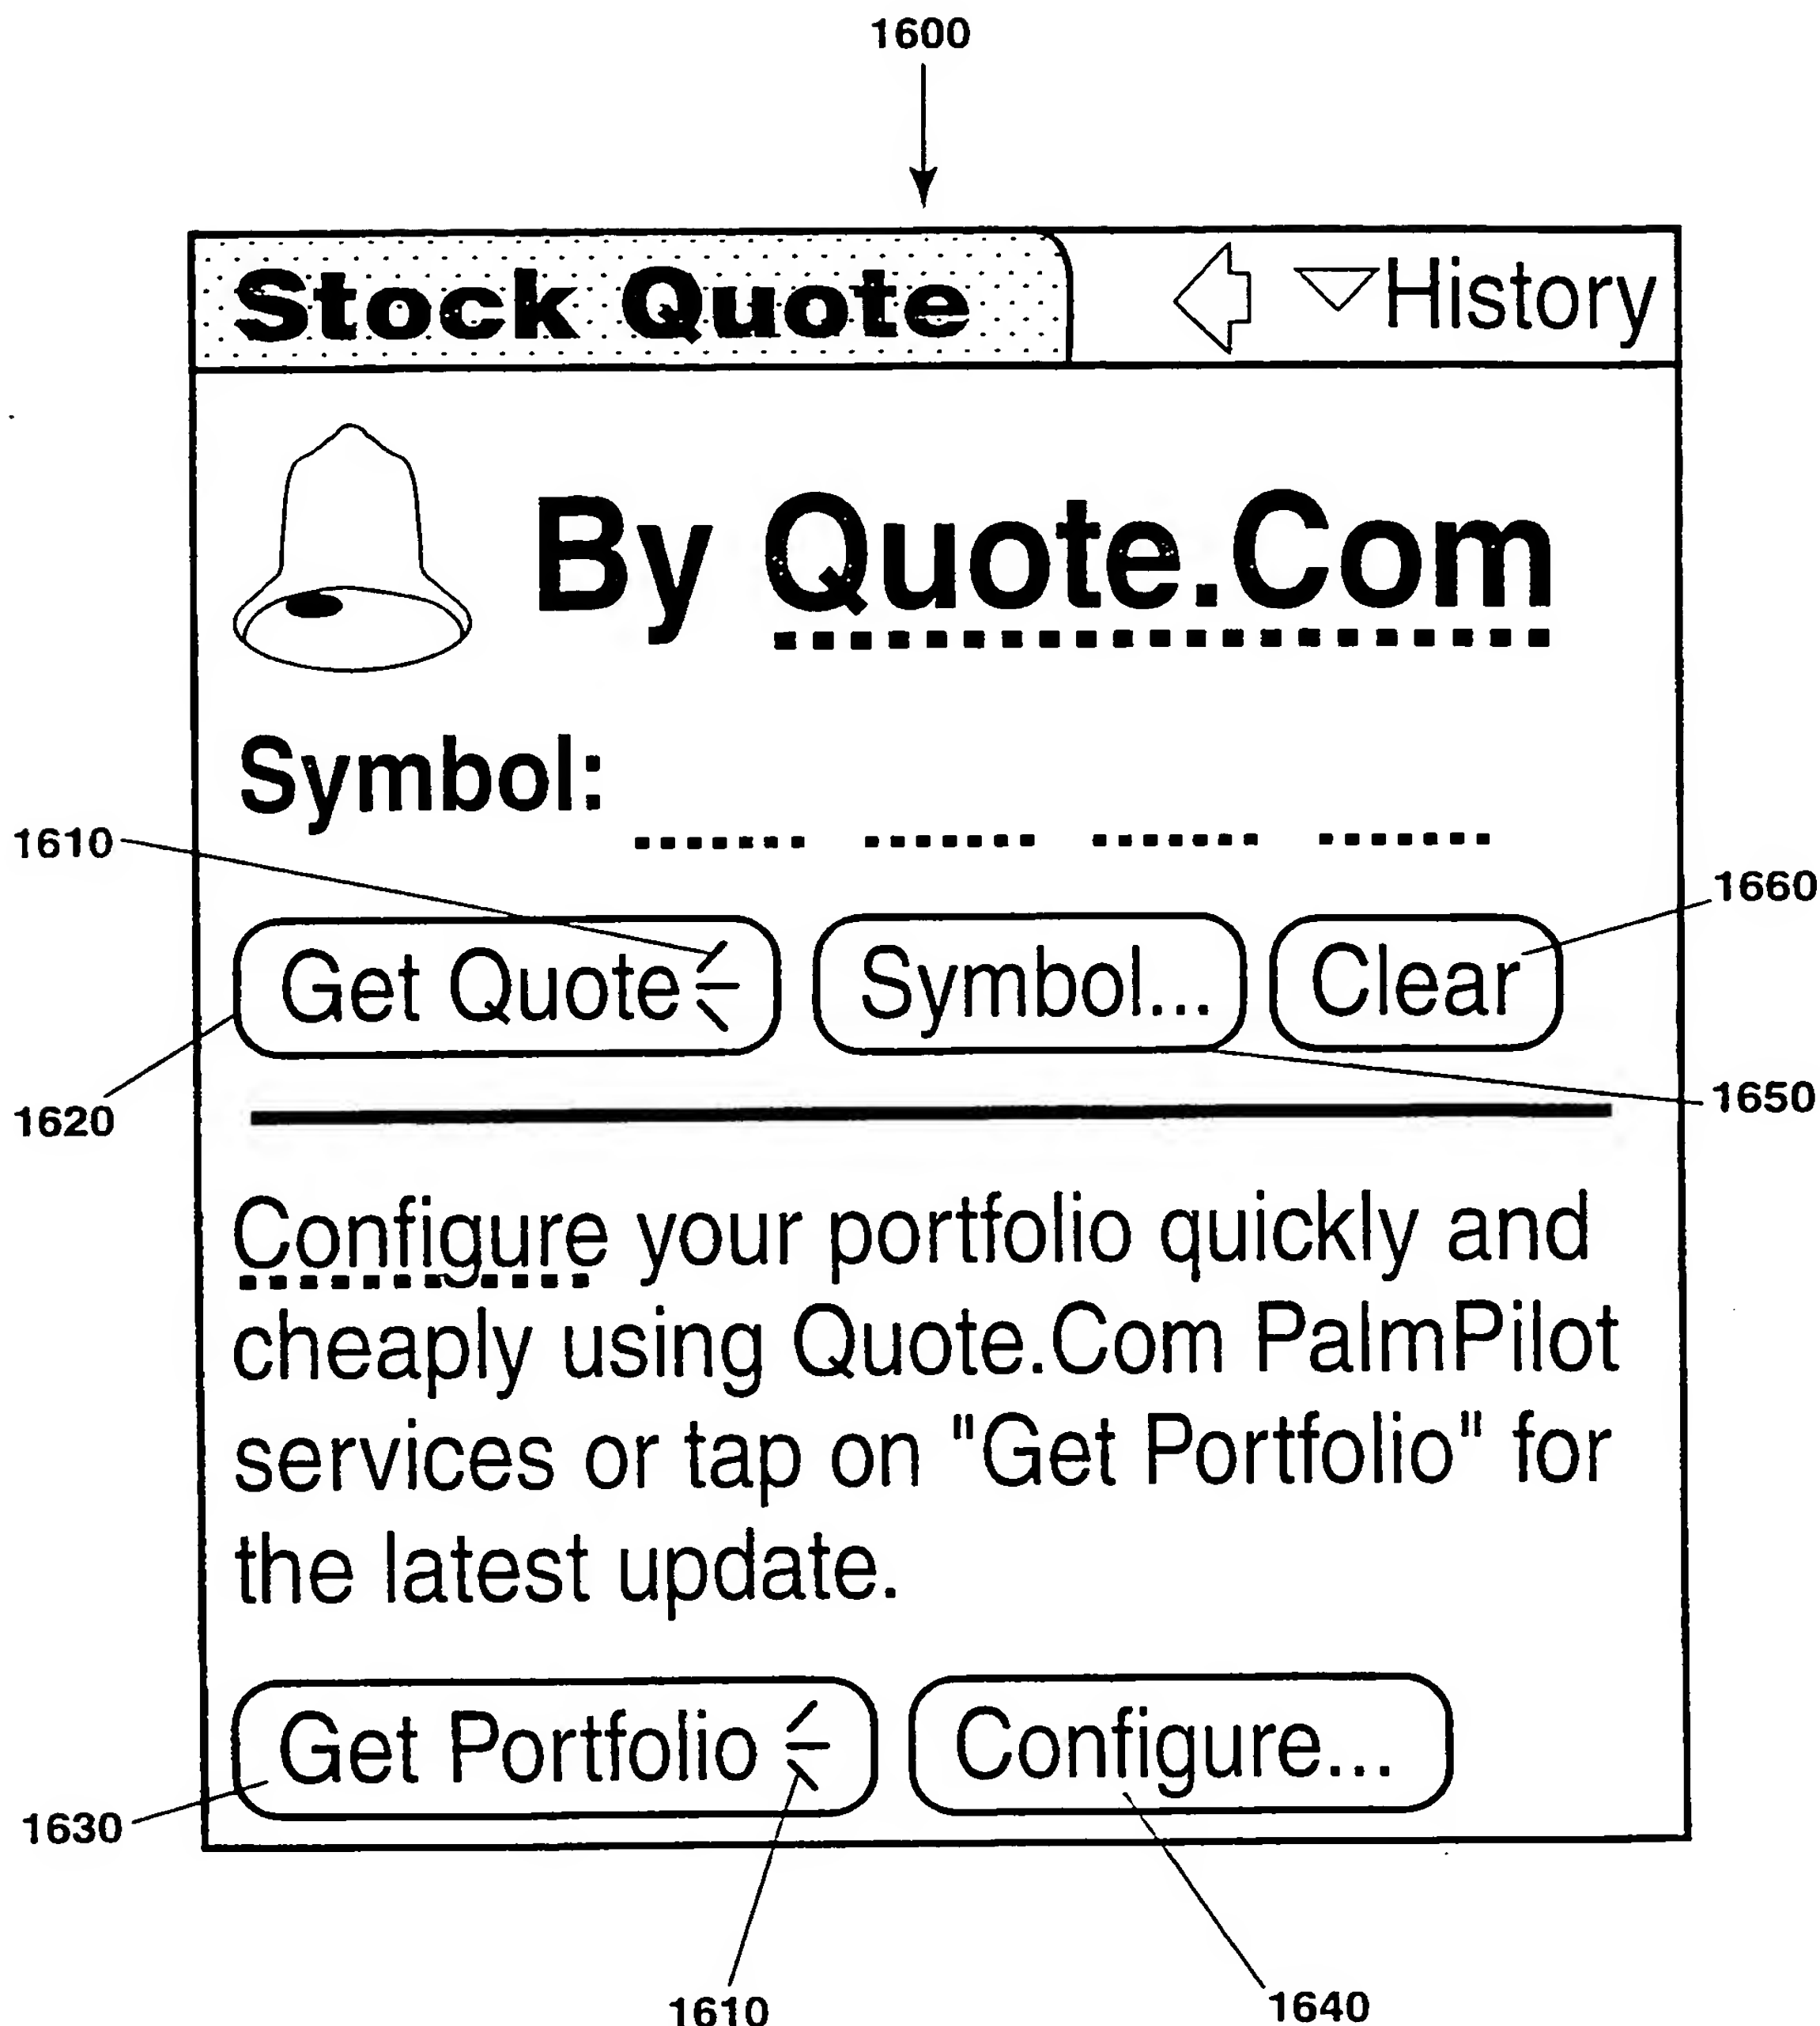 1600
Stock Quote History
By Quote.Com
Symbol:
1610
1660
Get Quote Symbol... Clear
1620
1650
Configure your portfolio quickly and
cheaply using Quote.Com PalmPilot
services or tap on "Get Portfolio" for
the latest update.
Get Portfolio Configure...
1630
1610
1640